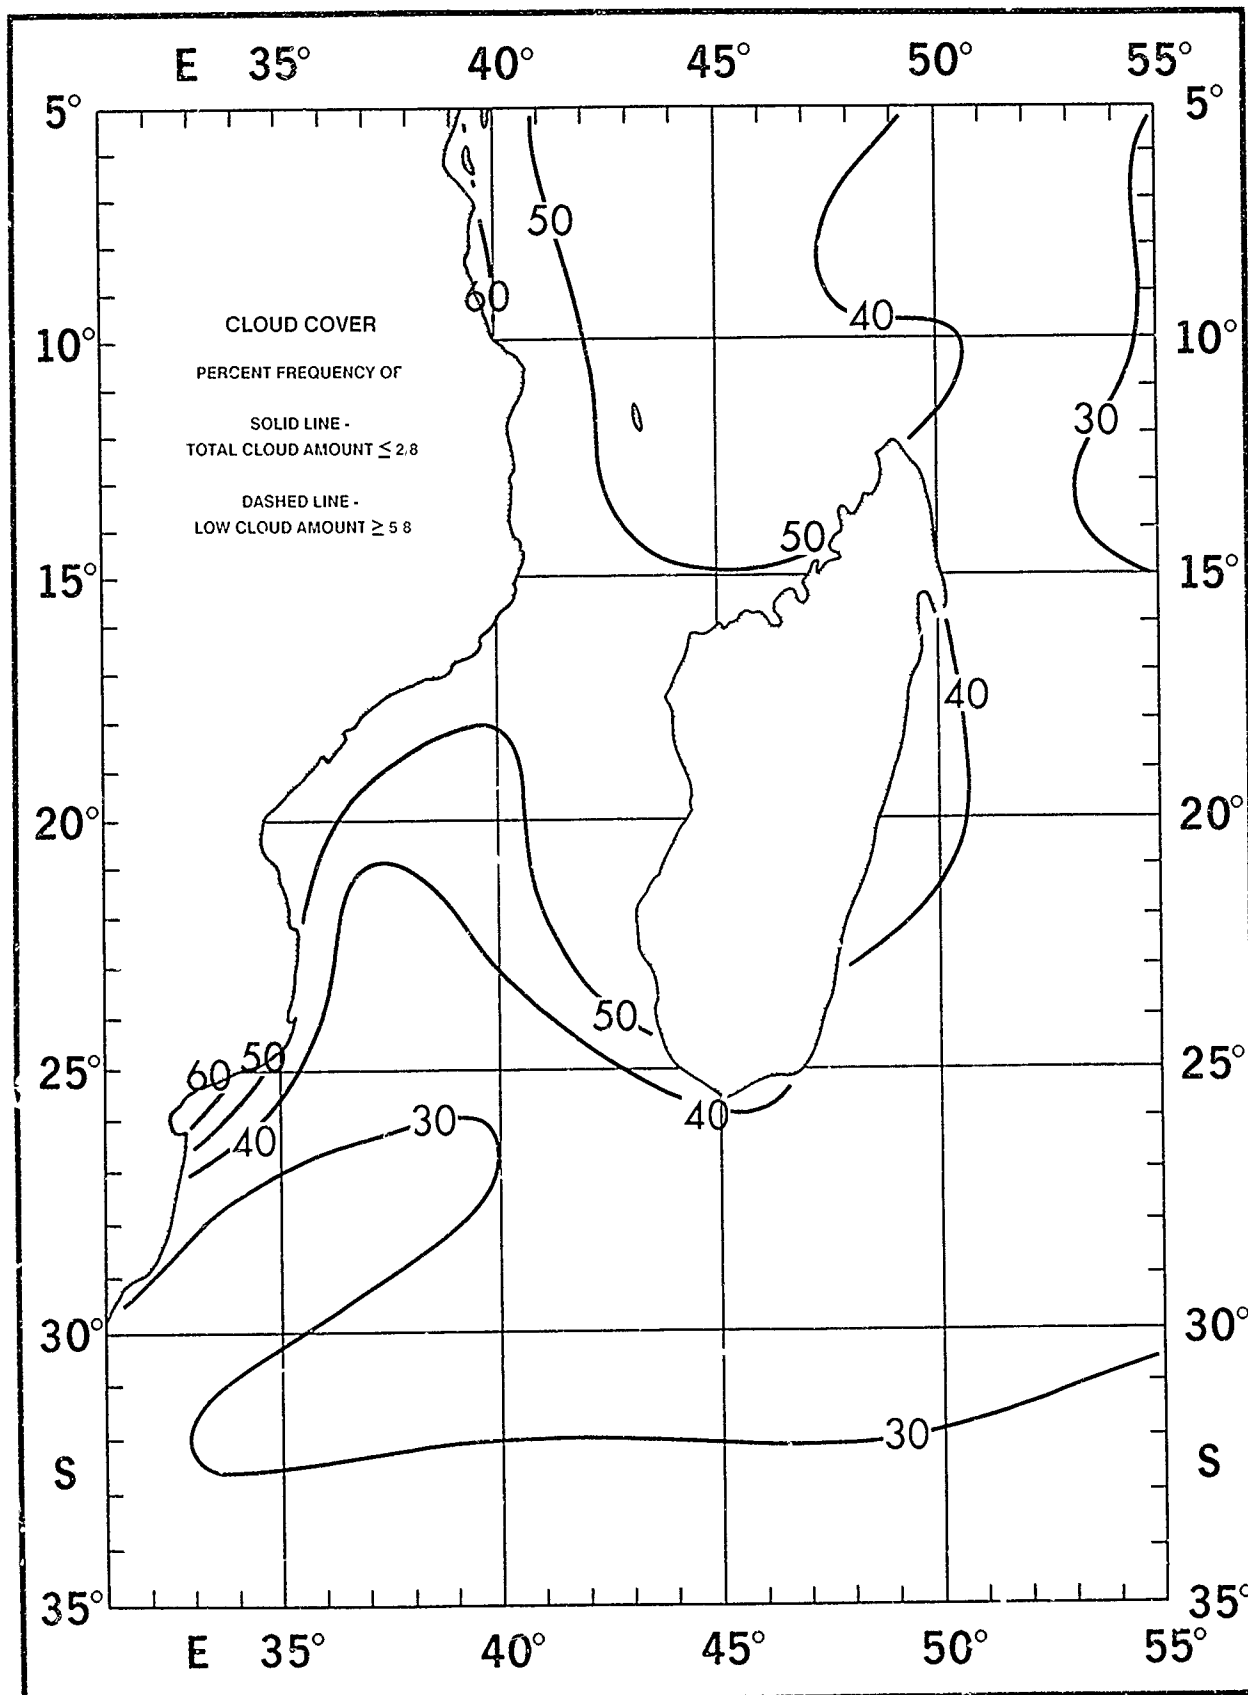 E 35° 40° 45° 50° 55°
5° 5°
50
60
CLOUD COVER
40
10° 10°
PERCENT FREQUENCY OF
30
SOLID LINE -
TOTAL CLOUD AMOUNT ≤ 2/8
DASHED LINE -
LOW CLOUD AMOUNT ≥ 5 8
50
15° 15°
40
20° 20°
50
60 50
25° 25°
40 30 40
30° 30°
30
S S
35° 35°
E 35° 40° 45° 50° 55°